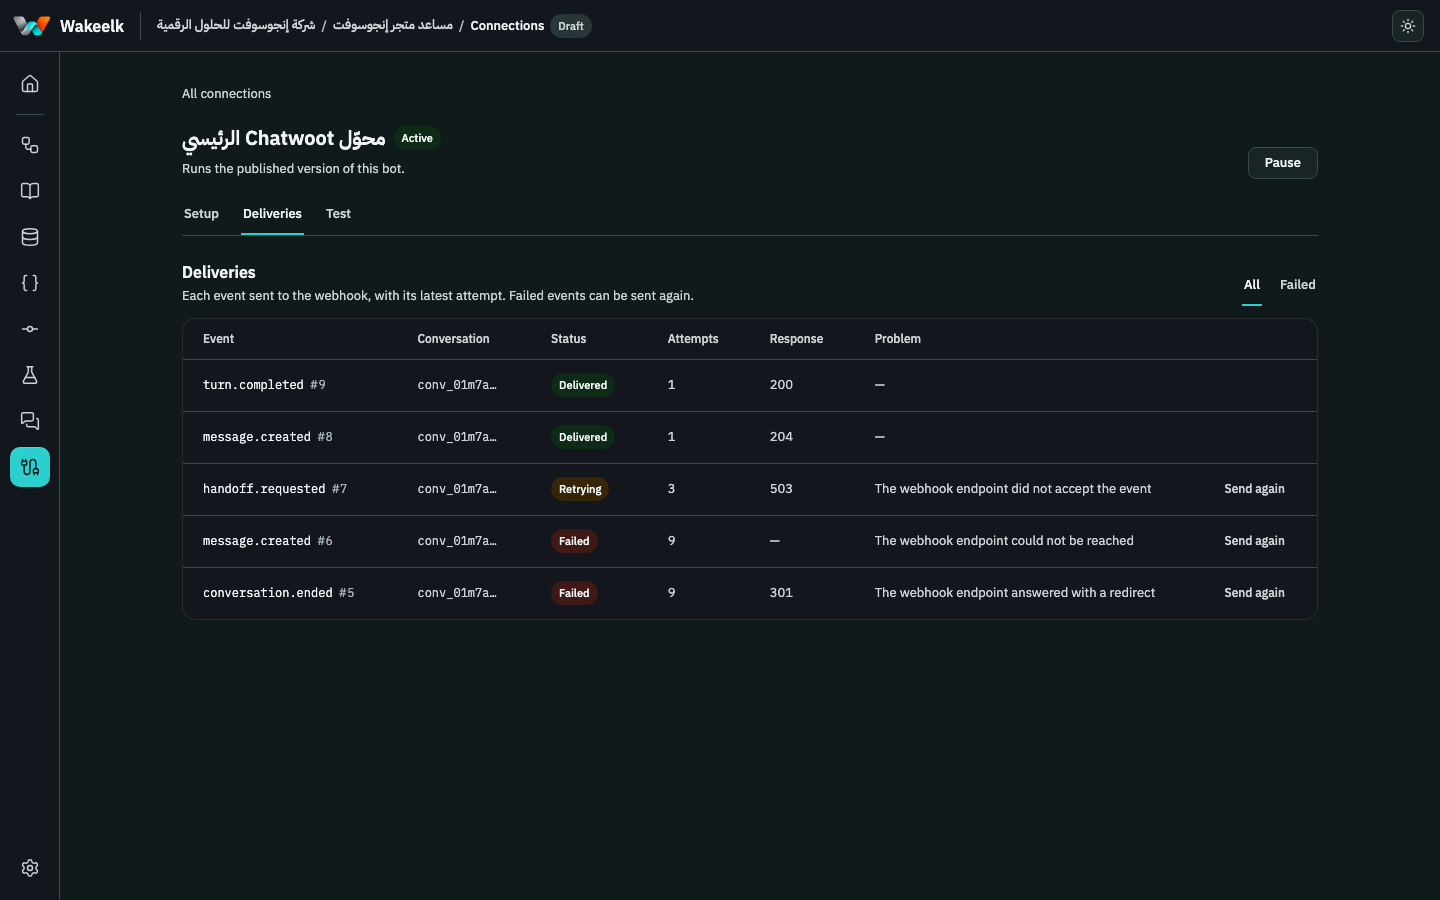 Wakeelk
شركة إنجوسوفت للحلول الرقمية / مساعد متجر إنجوسوفت / Connections Draft
All connections
محوّل Chatwoot الرئيسي Active
Runs the published version of this bot.
Pause
Setup Deliveries Test
Deliveries
Each event sent to the webhook, with its latest attempt. Failed events can be sent again.
All Failed
Event Conversation Status Attempts Response Problem
turn.completed #9 conv_01m7a… Delivered 1 200 —
message.created #8 conv_01m7a… Delivered 1 204 —
handoff.requested #7 conv_01m7a… Retrying 3 503 The webhook endpoint did not accept the event Send again
message.created #6 conv_01m7a… Failed 9 — The webhook endpoint could not be reached Send again
conversation.ended #5 conv_01m7a… Failed 9 301 The webhook endpoint answered with a redirect Send again